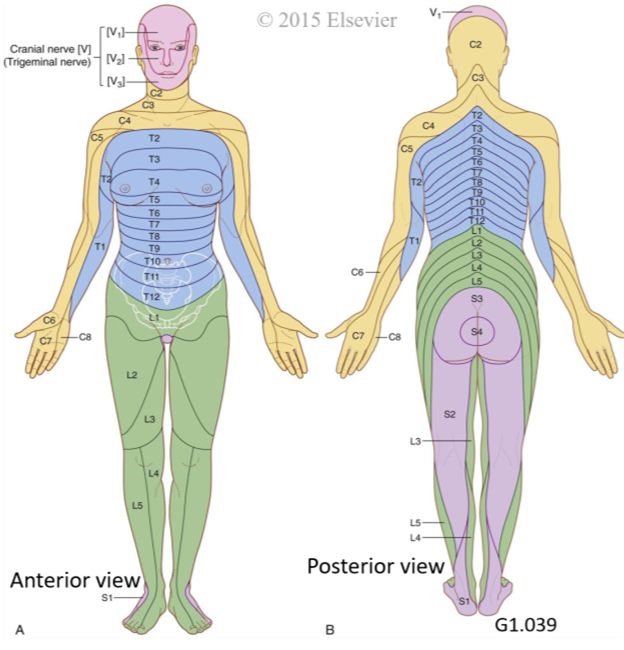 © 2015 Elsevier
Cranial nerve [V]
(Trigeminal nerve)
[V₁]
[V₂]
[V₃]
C2
C3
C4
C5
T2
T3
T4
T2
T5
T6
T7
T8
T9
T1
T10
T11
T12
L1
C6
C7
C8
L2
L3
L4
L5
S1
Anterior view
A
V₁
C2
C3
T2
C4
T3
T4
C5
T5
T6
T7
T2
T8
T9
T10
T11
T12
L1
T1
L2
L3
C6
L4
L5
S3
S4
C7
C8
S2
L3
L5
L4
Posterior view
S1
B
G1.039